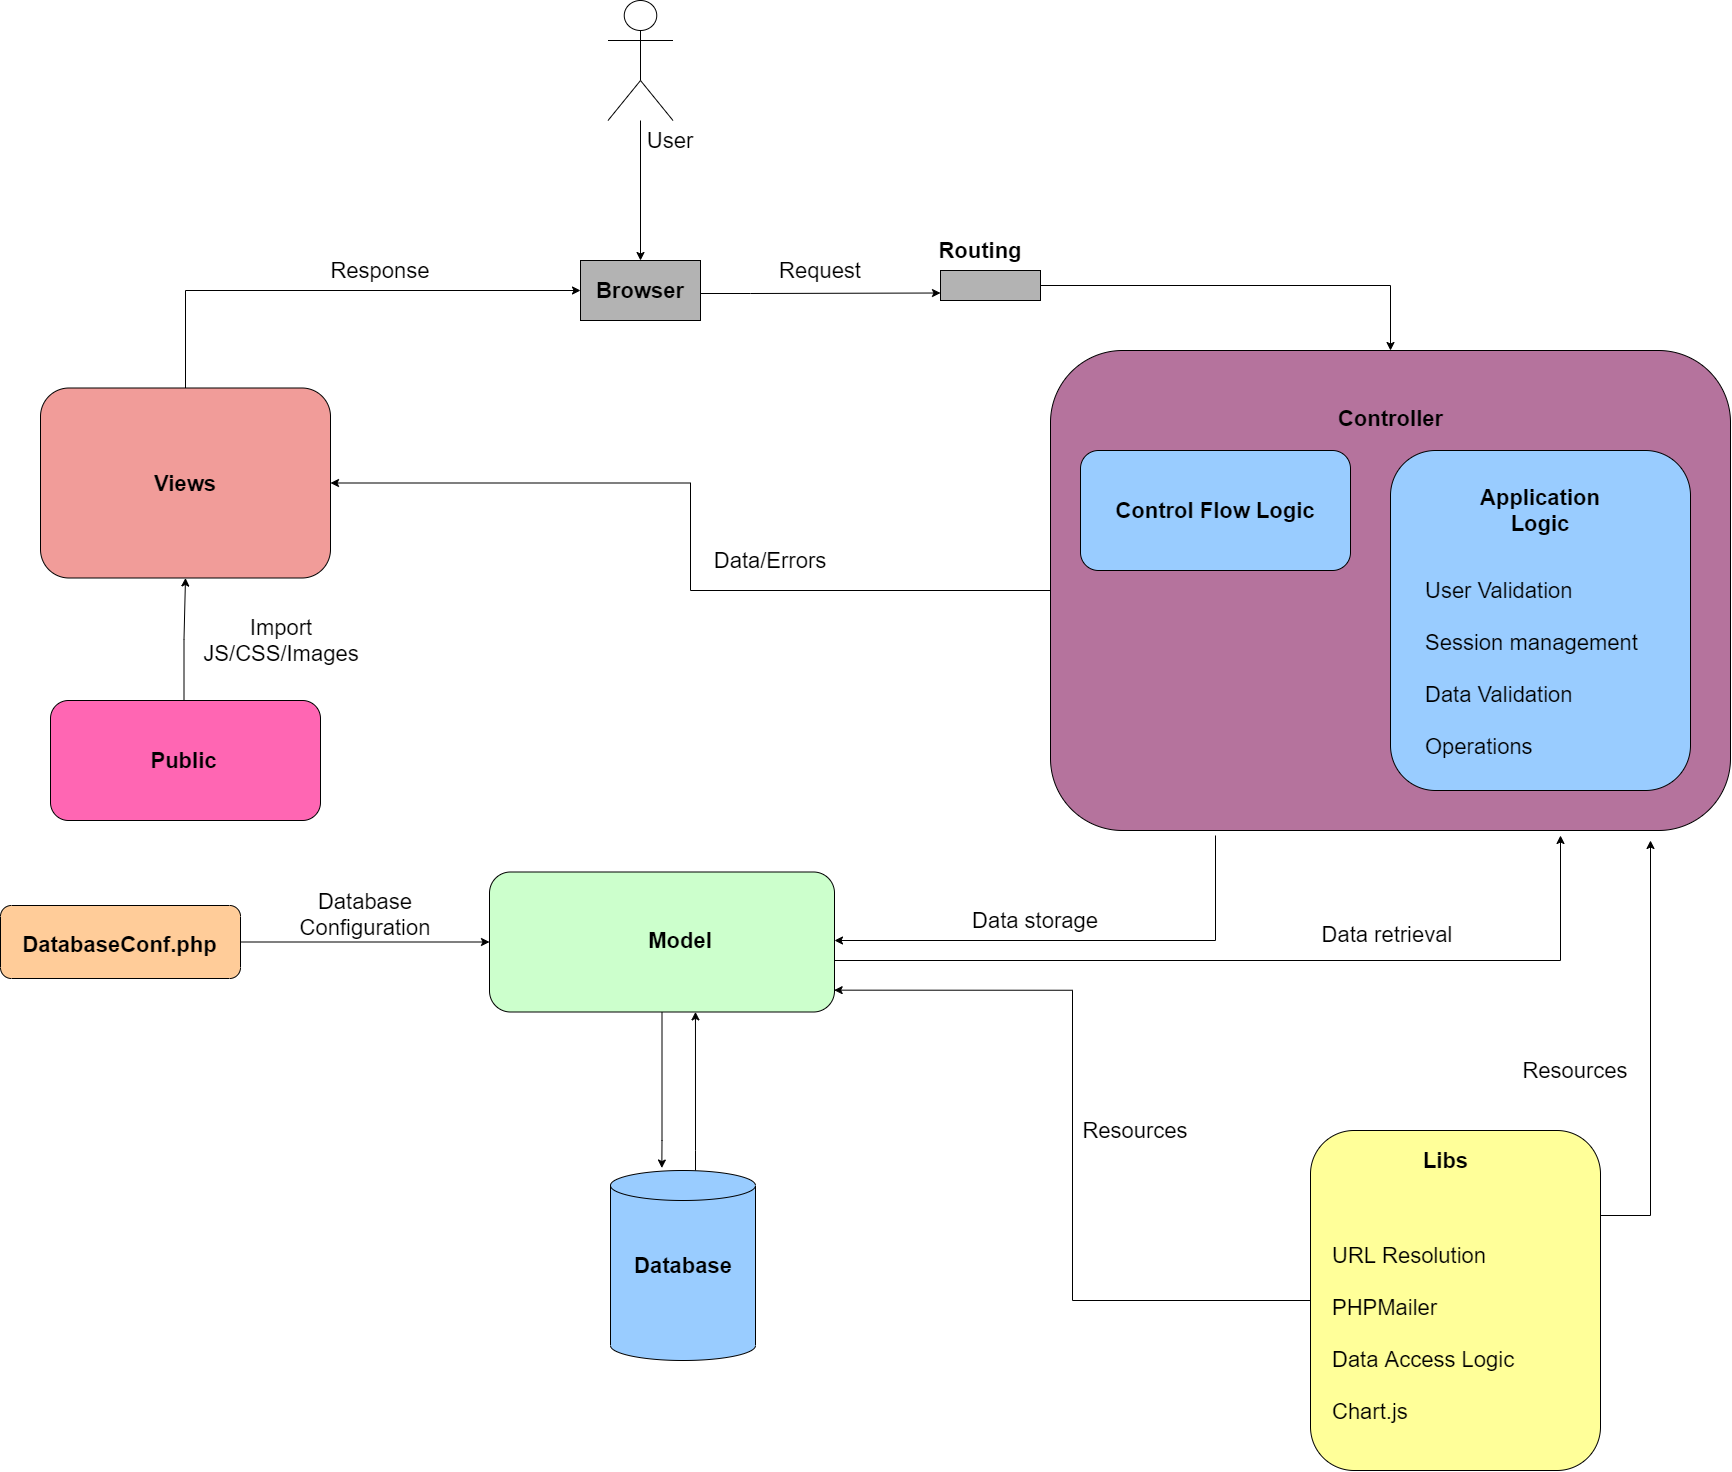 User
Routing
Response
Request
Browser
Controller
Views
Control Flow Logic
Application
Logic
Data/Errors
User Validation
Import
JS/CSS/Images
Session management
Data Validation
Operations
Public
Database
Configuration
DatabaseConf.php
Model
Data storage
Data retrieval
Resources
Resources
Libs
Database
URL Resolution
PHPMailer
Data Access Logic
Chart.js